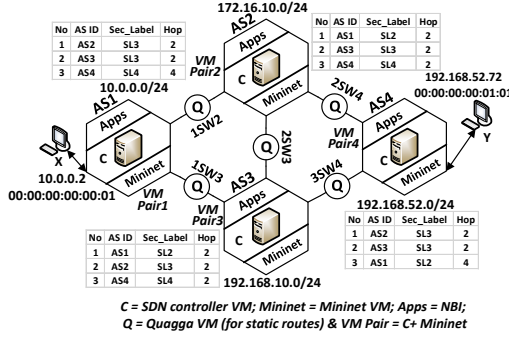 172.16.10.0/24
No AS ID Sec_Label Hop
1 AS2 SL3 2
2 AS3 SL3 2
3 AS4 SL4 4
AS2
Apps
C
Mininet
VM
Pair2
No AS ID Sec_Label Hop
1 AS1 SL2 2
2 AS3 SL3 2
3 AS4 SL4 2
10.0.0.0/24
AS1
Apps
C
Mininet
VM
Pair1
X
10.0.0.2
00:00:00:00:00:01
Q
1SW2
Q
2SW4
Q
2SW3
Q
1SW3
Q
3SW4
192.168.52.72
00:00:00:00:01:01
AS4
Apps
C
Mininet
VM
Pair4
Y
192.168.52.0/24
AS3
Apps
C
Mininet
VM
Pair3
192.168.10.0/24
No AS ID Sec_Label Hop
1 AS1 SL2 2
2 AS2 SL3 2
3 AS4 SL4 2
No AS ID Sec_Label Hop
1 AS2 SL3 2
2 AS3 SL3 2
3 AS1 SL2 4
C = SDN controller VM; Mininet = Mininet VM; Apps = NBI;
Q = Quagga VM (for static routes) & VM Pair = C+ Mininet